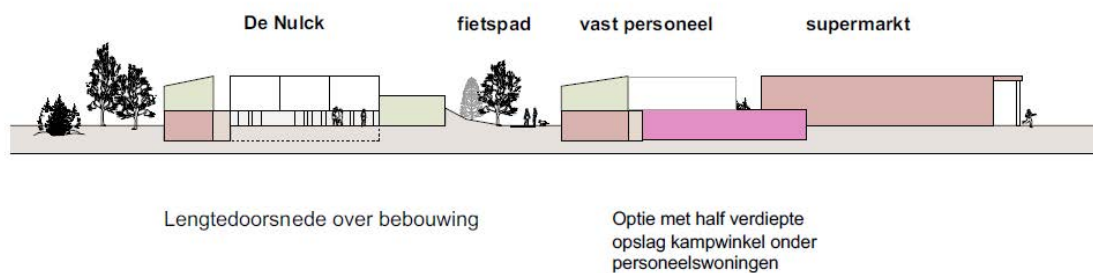 De Nulck fietspad vast personeel supermarkt
Lengtedoorsnede over bebouwing
Optie met half verdiepte
opslag kampwinkel onder
personeelswoningen